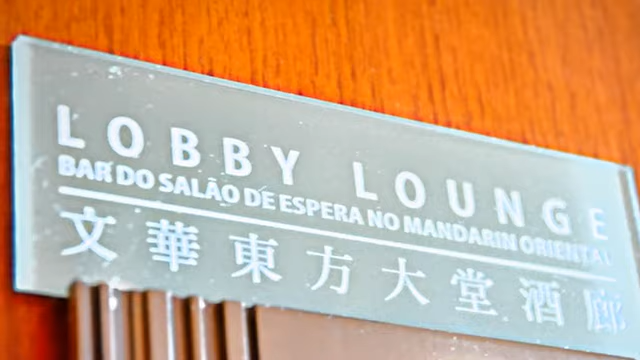 LOBBY LOUNGE
BAR DO SALÃO DE ESPERA NO MANDARIN ORIENTAL
文華東方大堂酒廊